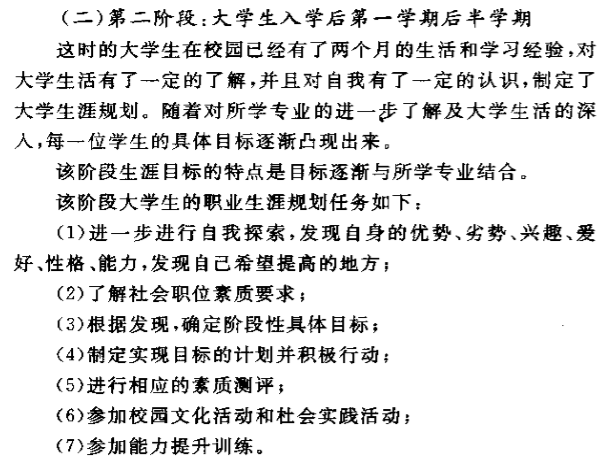 (二)第二阶段:大学生入学后第一学期后半学期
这时的大学生在校园已经有了两个月的生活和学习经验,对
大学生活有了一定的了解,并且对自我有了一定的认识,制定了
大学生涯规划。随着对所学专业的进一步了解及大学生活的深
入,每一位学生的具体目标逐渐凸现出来。
该阶段生涯目标的特点是目标逐渐与所学专业结合。
该阶段大学生的职业生涯规划任务如下:
(1)进一步进行自我探索,发现自身的优势、劣势、兴趣、爱
好、性格、能力,发现自己希望提高的地方;
(2)了解社会职位素质要求;
(3)根据发现,确定阶段性具体目标;
(4)制定实现目标的计划并积极行动;
(5)进行相应的素质测评;
(6)参加校园文化活动和社会实践活动;
(7)参加能力提升训练。